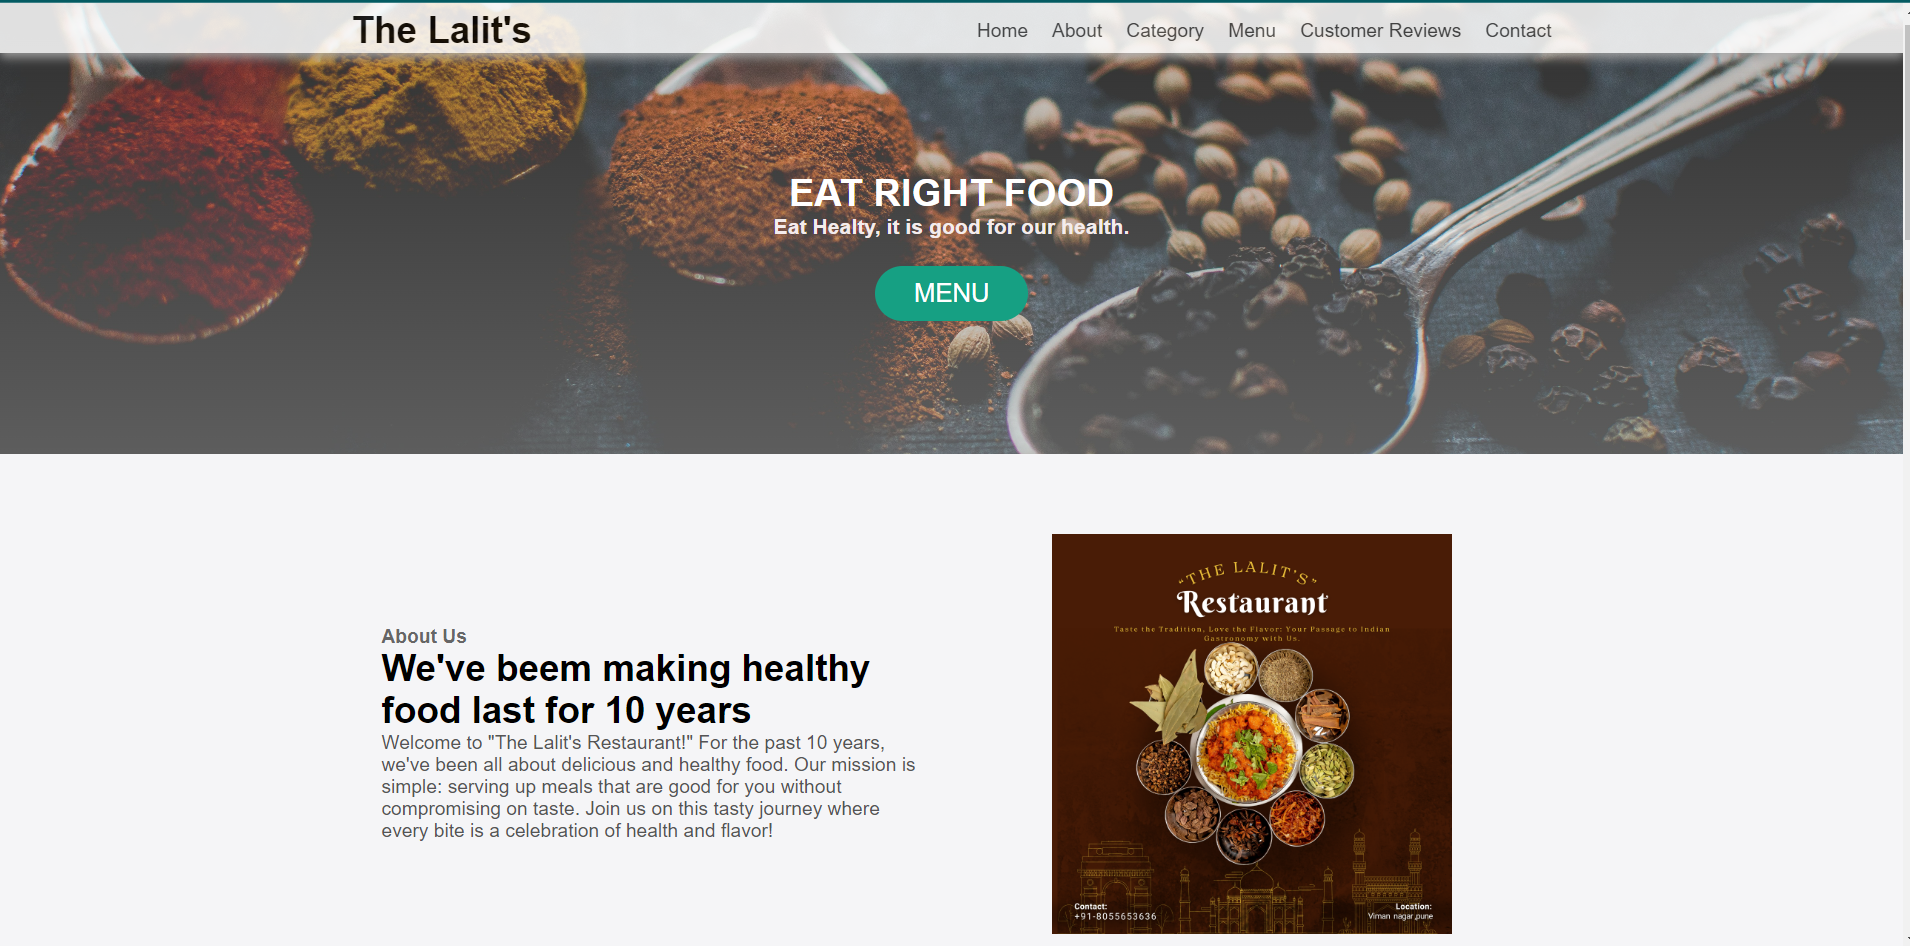 The Lalit's
Home About Category Menu Customer Reviews Contact
EAT RIGHT FOOD
Eat Healty, it is good for our health.
MENU
About Us
We've beem making healthy
food last for 10 years
Welcome to "The Lalit's Restaurant!" For the past 10 years,
we've been all about delicious and healthy food. Our mission is
simple: serving up meals that are good for you without
compromising on taste. Join us on this tasty journey where
every bite is a celebration of health and flavor!
"THE LALIT'S"
Restaurant
Taste the Tradition, Love the Flavor: Your Passage to Indian
Gastronomy with Us.
Contact:
+91-8055653636
Location:
Viman nagar,pune